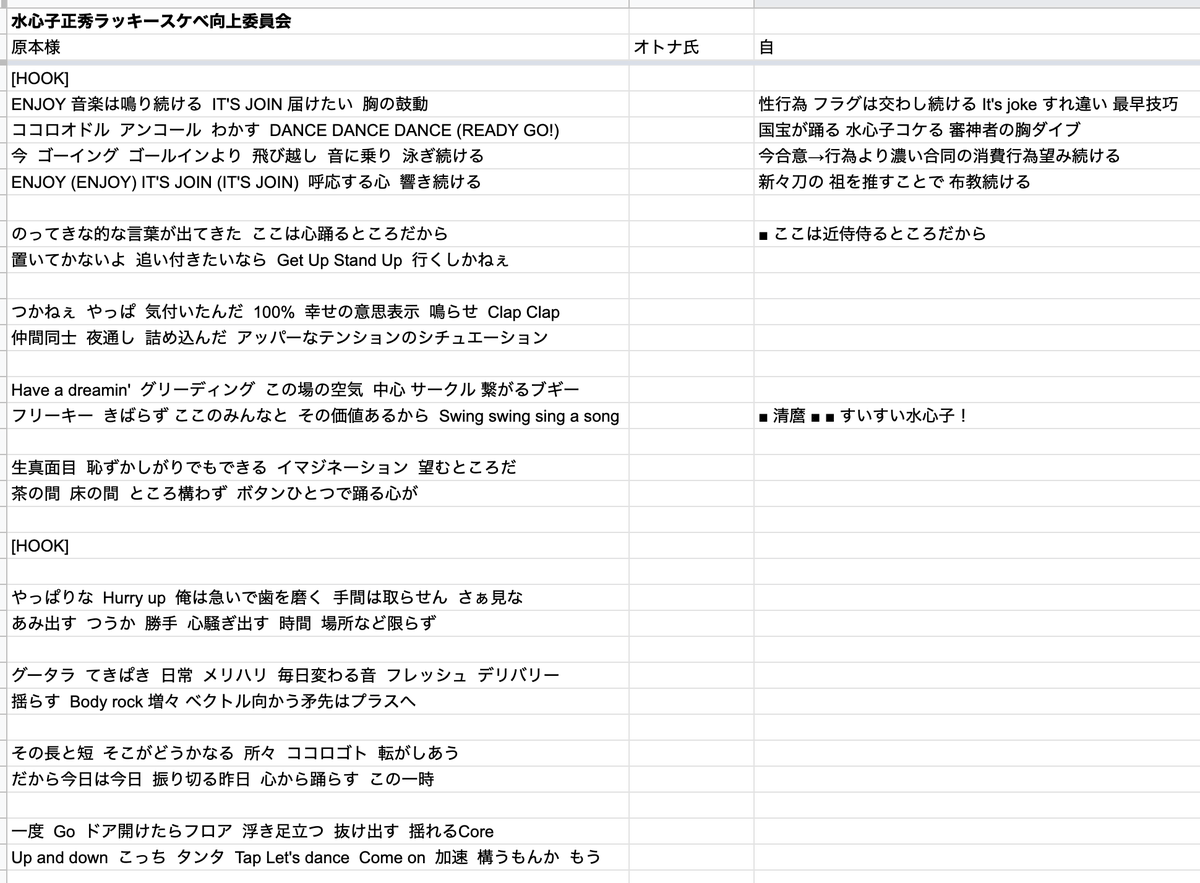 水心子正秀ラッキースケベ向上委員会
原本様 オトナ氏 自
[HOOK]
ENJOY 音楽は鳴り続ける IT'S JOIN 届けたい 胸の鼓動 性行為 フラグは交わし続ける It's joke すれ違い 最早技巧
ココロオドル アンコール わかす DANCE DANCE DANCE (READY GO!) 国宝が踊る 水心子コケる 審神者の胸ダイブ
今 ゴーイング ゴールインより 飛び越し 音に乗り 泳ぎ続ける 今合意→行為より濃い合同の消費行為望み続ける
ENJOY (ENJOY) IT'S JOIN (IT'S JOIN) 呼応する心 響き続ける 新々刀の 祖を推すことで 布教続ける
のってきな的な言葉が出てきた ここは心踊るところだから ■ ここは近侍侍るところだから
置いてかないよ 追い付きたいなら Get Up Stand Up 行くしかねぇ
つかねぇ やっぱ 気付いたんだ 100% 幸せの意思表示 鳴らせ Clap Clap
仲間同士 夜通し 詰め込んだ アッパーなテンションのシチュエーション
Have a dreamin' グリーディング この場の空気 中心 サークル 繋がるブギー
フリーキー きばらず ここのみんなと その価値あるから Swing swing sing a song ■ 清麿 ■ ■ すいすい水心子！
生真面目 恥ずかしがりでもできる イマジネーション 望むところだ
茶の間 床の間 ところ構わず ボタンひとつで踊る心が
[HOOK]
やっぱりな Hurry up 俺は急いで歯を磨く 手間は取らせん さぁ見な
あみ出す つうか 勝手 心騒ぎ出す 時間 場所など限らず
グータラ てきぱき 日常 メリハリ 毎日変わる音 フレッシュ デリバリー
揺らす Body rock 増々 ベクトル向かう矛先はプラスへ
その長と短 そこがどうかなる 所々 ココロゴト 転がしあう
だから今日は今日 振り切る昨日 心から踊らす この一時
一度 Go ドア開けたらフロア 浮き足立つ 抜け出す 揺れるCore
Up and down こっち タンタ Tap Let's dance Come on 加速 構うもんか もう